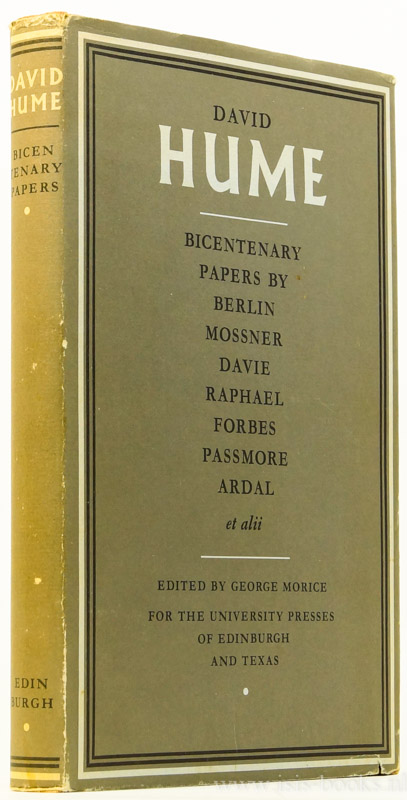 DAVID
HUME
BICEN
TENARY
PAPERS
EDIN
BURGH
DAVID
HUME
BICENTENARY
PAPERS BY
BERLIN
MOSSNER
DAVIE
RAPHAEL
FORBES
PASSMORE
ARDAL
et alii
EDITED BY GEORGE MORICE
FOR THE UNIVERSITY PRESSES
OF EDINBURGH
AND TEXAS